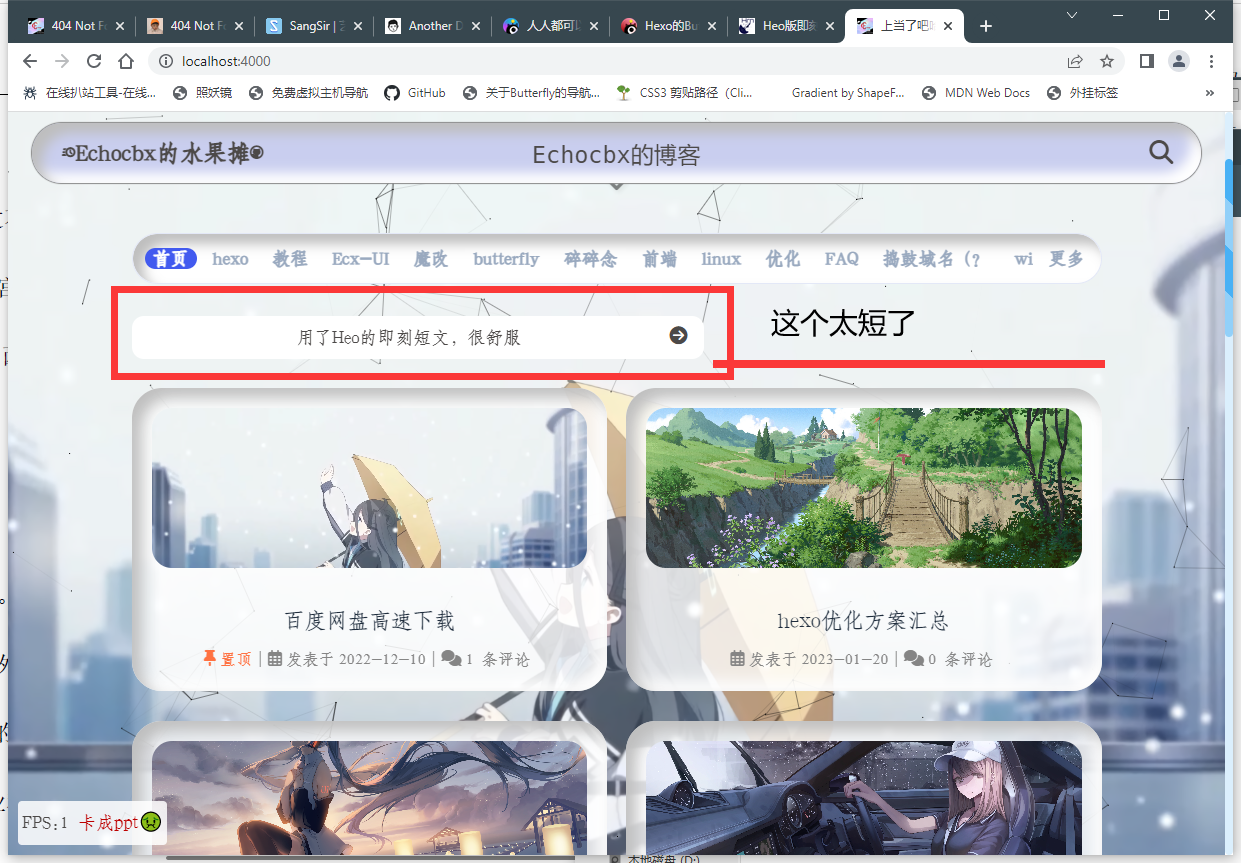 404 Not F
404 Not F
SangSir | 
Another D
人人都可
Hexo的Bu
Heo版即刻
上当了吧
localhost:4000
在线扒站工具-在线...
照妖镜
免费虚拟主机导航
GitHub
关于Butterfly的导航...
CSS3 剪贴路径（Cli...
Gradient by ShapeF...
MDN Web Docs
外挂标签
Echocbx的水果摊
Echocbx的博客
首页 hexo 教程 Ecx-UI 魔改 butterfly 碎碎念 前端 linux 优化 FAQ 捣鼓域名（? wi 更多
用了Heo的即刻短文，很舒服
这个太短了
百度网盘高速下载
置顶 | 发表于 2022-12-10 | 1 条评论
hexo优化方案汇总
发表于 2023-01-20 | 0 条评论
FPS:1 卡成ppt
本地磁盘 (D:)